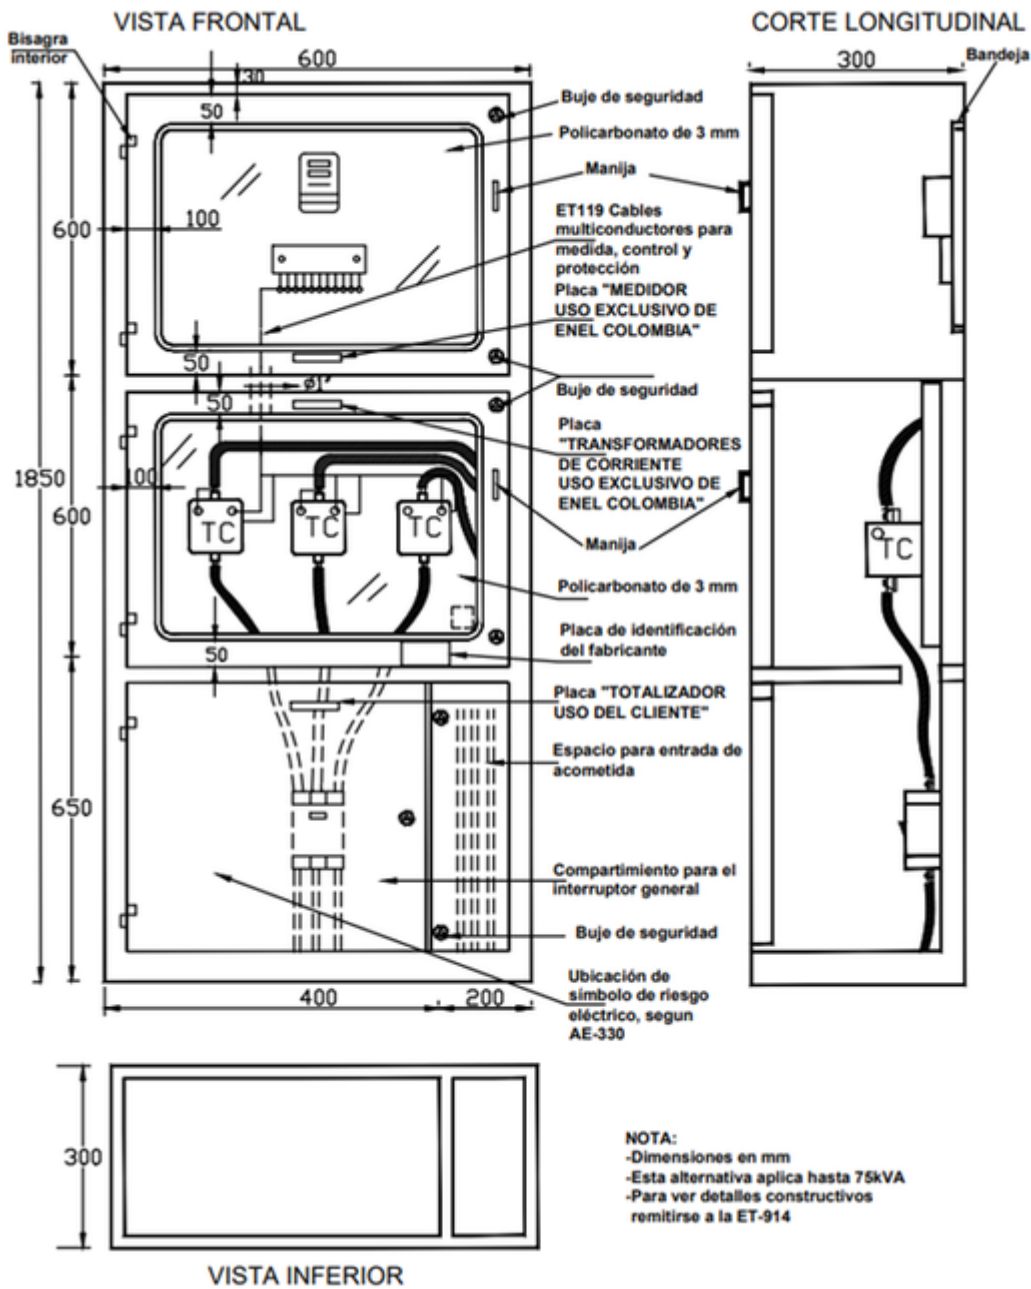 VISTA FRONTAL
CORTE LONGITUDINAL
Bisagra
interior
600
30
50
300
Bandeja
Buje de seguridad
Policarbonato de 3 mm
Manija
100
600
ET119 Cables
multiconductores para
medida, control y
protección
Placa "MEDIDOR
USO EXCLUSIVO DE
ENEL COLOMBIA"
50
ø1"
50
Buje de seguridad
Placa
"TRANSFORMADORES
DE CORRIENTE
USO EXCLUSIVO DE
ENEL COLOMBIA"
1850
100
600
TC
TC
TC
TC
Manija
Policarbonato de 3 mm
Placa de identificación
del fabricante
50
Placa "TOTALIZADOR
USO DEL CLIENTE"
Espacio para entrada de
acometida
650
Compartimiento para el
interruptor general
Buje de seguridad
Ubicación de
símbolo de riesgo
eléctrico, segun
AE-330
400
200
300
NOTA:
-Dimensiones en mm
-Esta alternativa aplica hasta 75kVA
-Para ver detalles constructivos
remitirse a la ET-914
VISTA INFERIOR